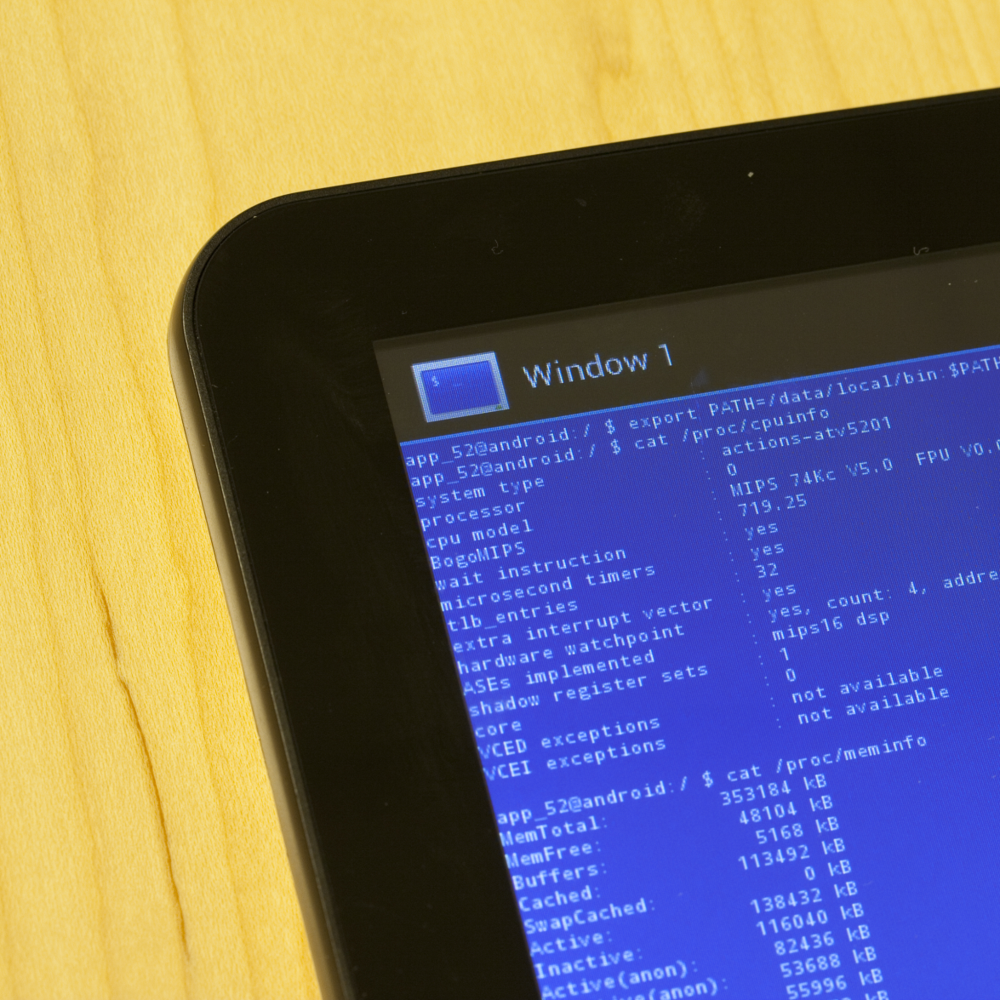 $ _
Window 1
app_52@android:/ $ export PATH=/data/local/bin:$PATH
app_52@android:/ $ cat /proc/cpuinfo
system type : actions-atv5201
processor : 0
cpu model : MIPS 74Kc V5.0 FPU V0.
BogoMIPS : 719.25
wait instruction : yes
microsecond timers : yes
tlb_entries : 32
extra interrupt vector : yes
hardware watchpoint : yes, count: 4, addre
ASEs implemented : mips16 dsp
shadow register sets : 1
core : 0
VCED exceptions : not available
VCEI exceptions : not available
app_52@android:/ $ cat /proc/meminfo
MemTotal: 353184 kB
MemFree: 48104 kB
Buffers: 5168 kB
Cached: 113492 kB
SwapCached: 0 kB
Active: 138432 kB
Inactive: 116040 kB
Active(anon): 82436 kB
ive(anon): 53688 kB
55996 kB